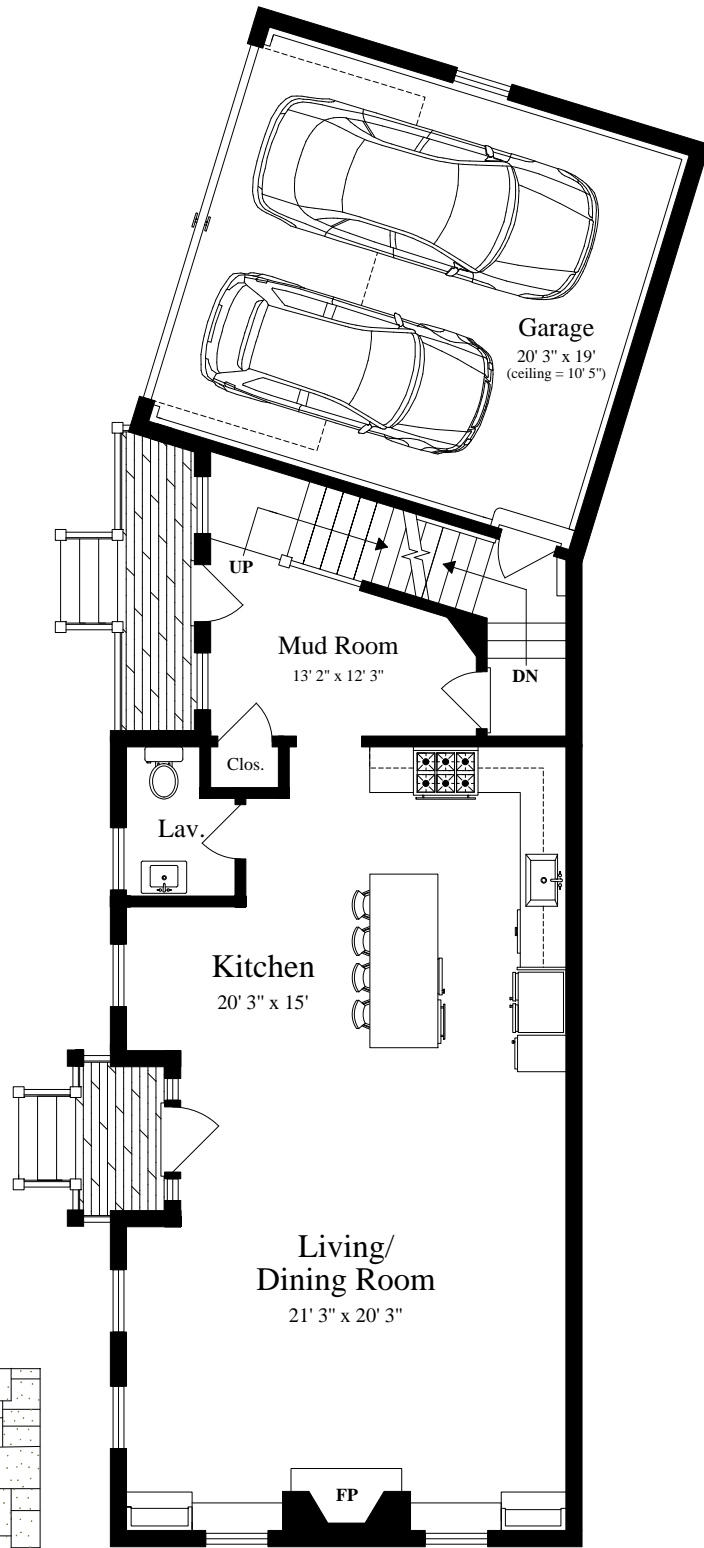 Garage
20' 3" x 19'
(ceiling = 10' 5")
UP
Mud Room
13' 2" x 12' 3"
DN
Clos.
Lav.
Kitchen
20' 3" x 15'
Living/
Dining Room
21' 3" x 20' 3"
FP